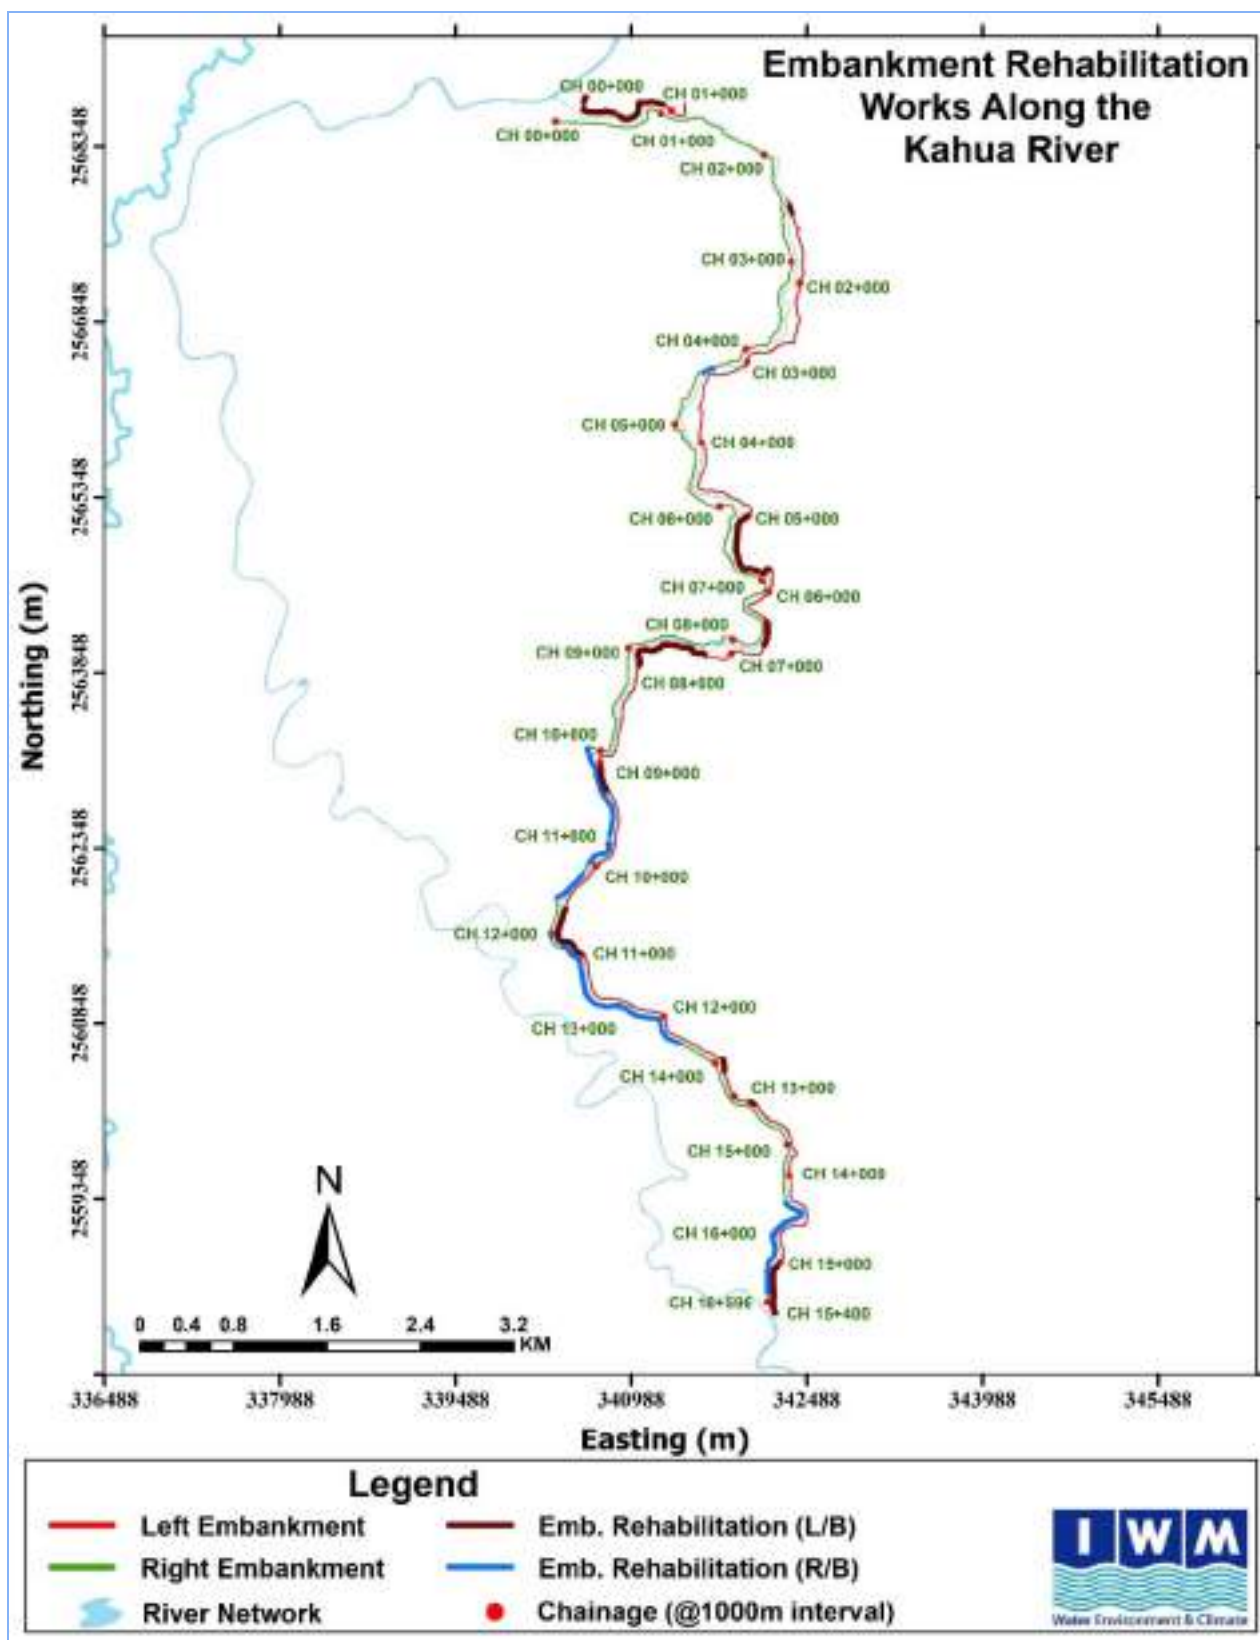 Embankment Rehabilitation
Works Along the
Kahua River
CH 00+000
CH 01+000
CH 00+000
CH 01+000
CH 02+000
CH 03+000
CH 02+000
CH 04+000
CH 03+000
CH 05+000
CH 04+000
CH 06+000
CH 05+000
CH 07+000
CH 06+000
CH 08+000
CH 09+000
CH 07+000
CH 08+000
CH 10+000
CH 09+000
CH 11+000
CH 10+000
CH 12+000
CH 11+000
CH 12+000
CH 13+000
CH 14+000
CH 13+000
CH 15+000
CH 14+000
CH 16+000
CH 15+000
CH 15+400
2568348
2566848
2565348
2563848
2562348
2560848
2559348
Northing (m)
N
0 0.4 0.8 1.6 2.4 3.2
KM
336488 337988 339488 340988 342488 343988 345488
Easting (m)
Legend
Left Embankment
Emb. Rehabilitation (L/B)
Right Embankment
Emb. Rehabilitation (R/B)
River Network
Chainage (@1000m interval)
IWM
Water Environment & Climate